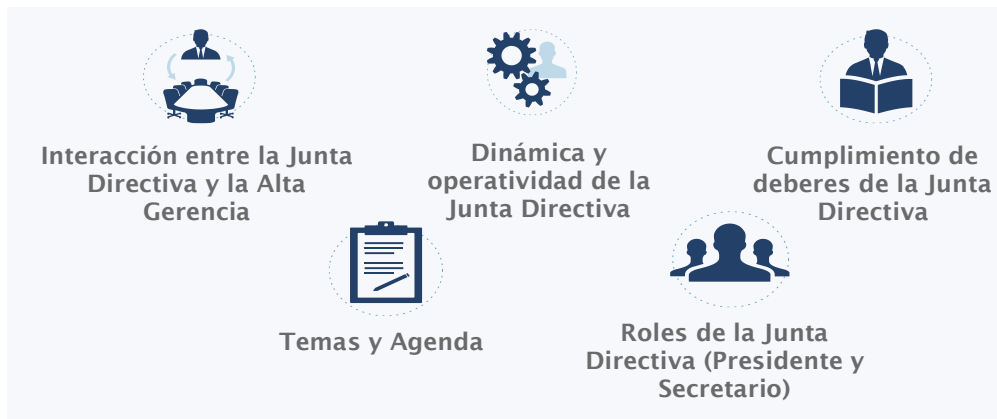 Interacción entre la Junta
Directiva y la Alta
Gerencia
Dinámica y
operatividad de la
Junta Directiva
Cumplimiento de
deberes de la Junta
Directiva
Temas y Agenda
Roles de la Junta
Directiva (Presidente y
Secretario)